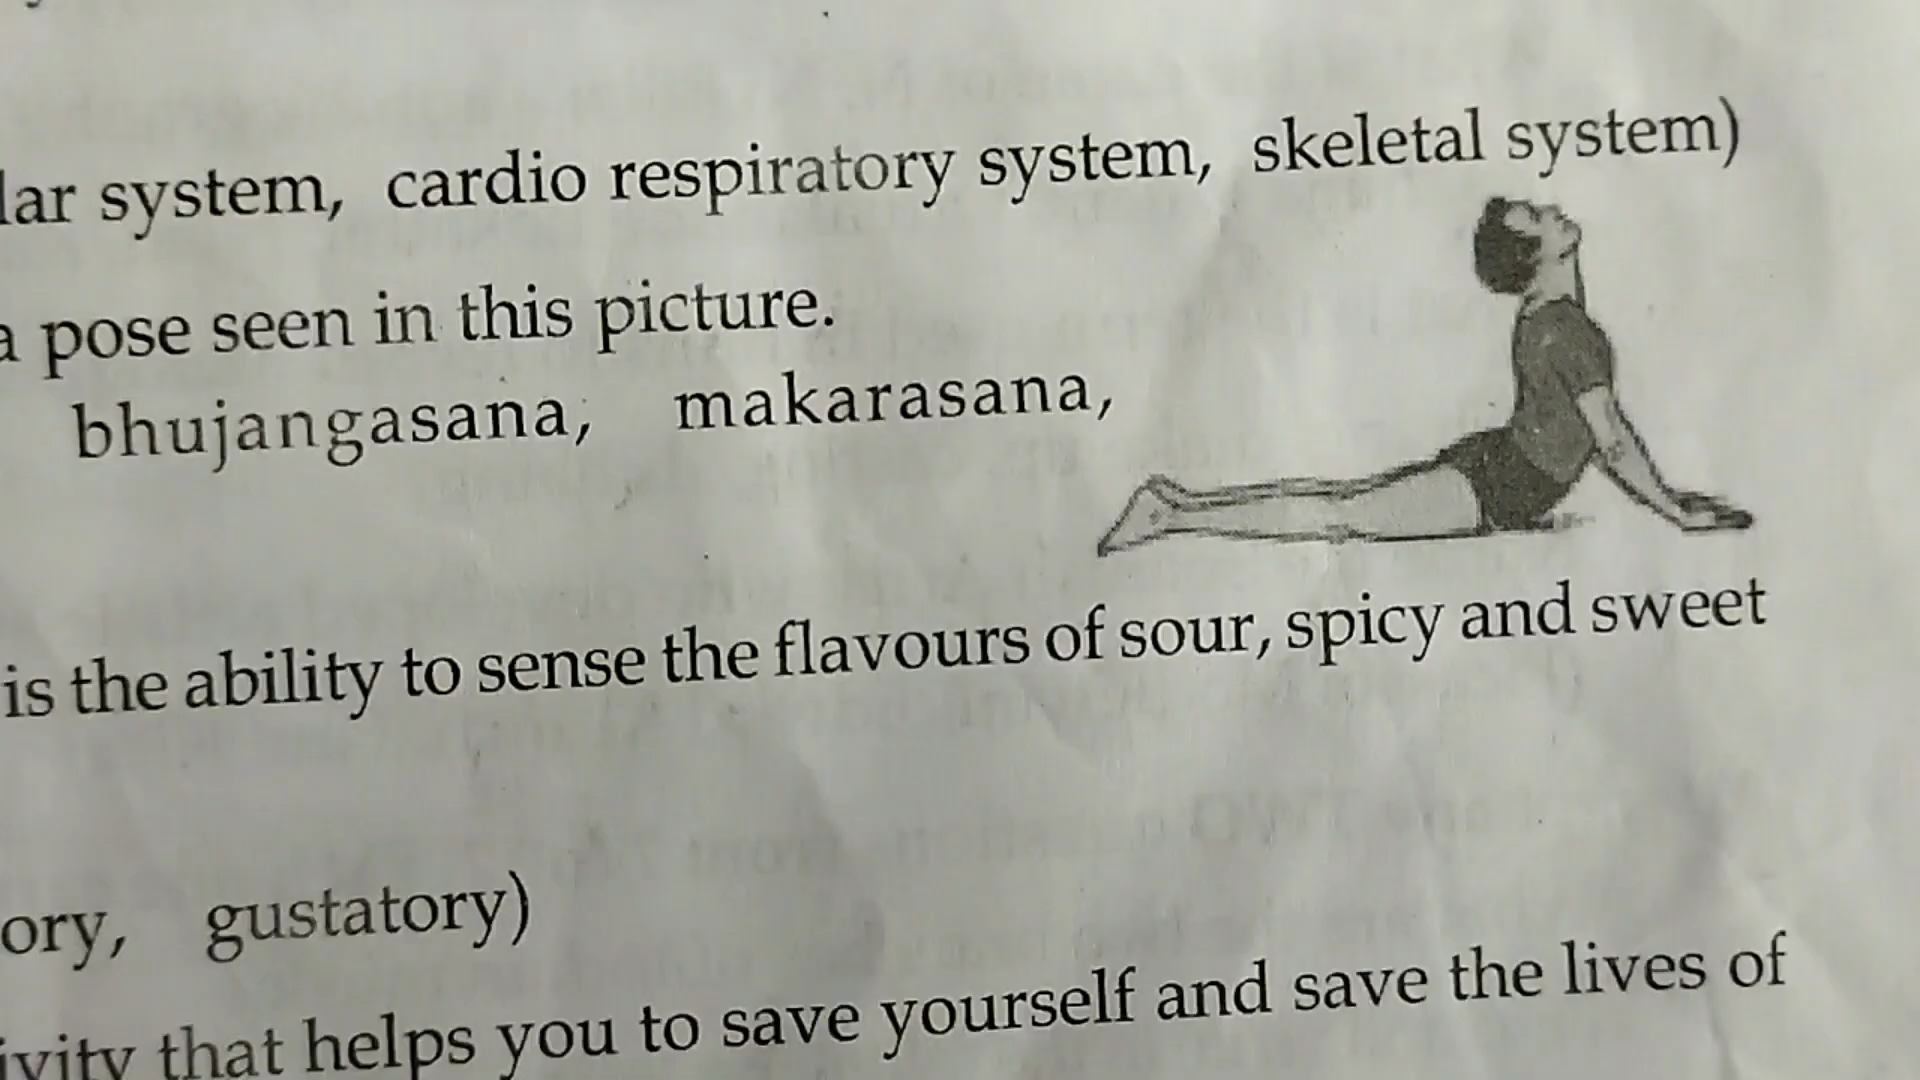 lar system, cardio respiratory system, skeletal system)
a pose seen in this picture.
bhujangasana, makarasana,
is the ability to sense the flavours of sour, spicy and sweet
ory, gustatory)
ivity that helps you to save yourself and save the lives of